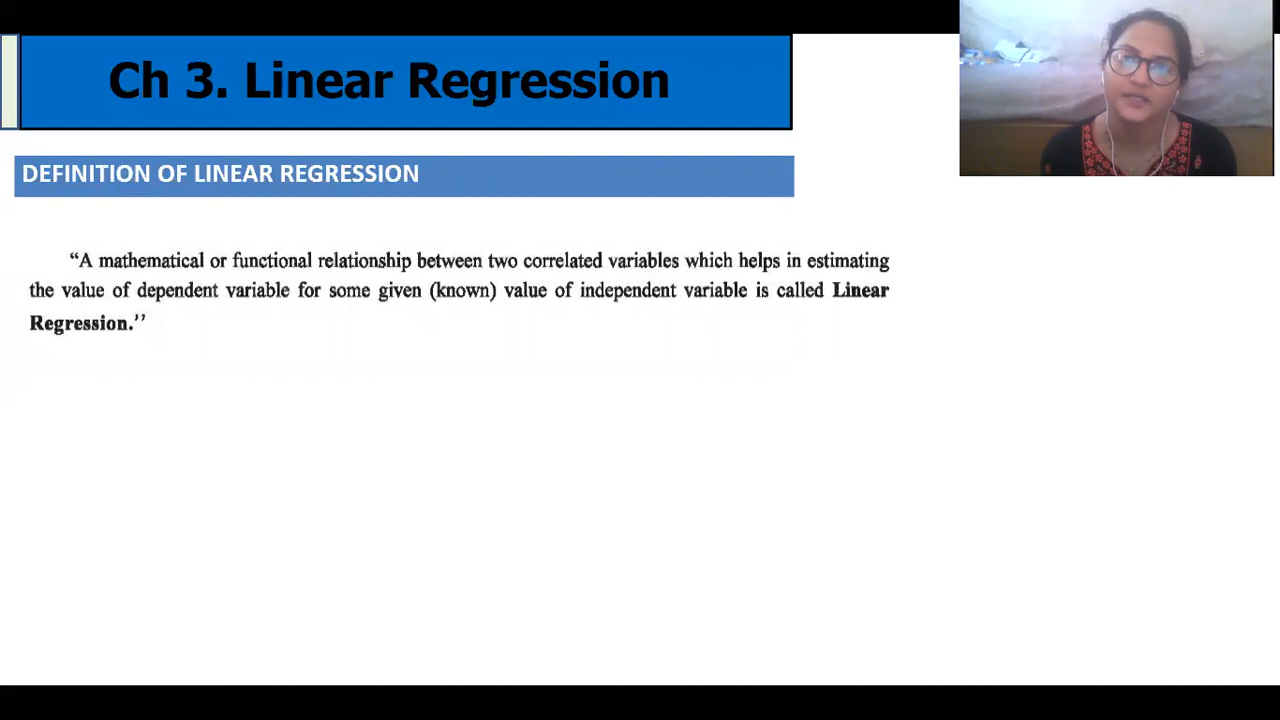 Ch 3. Linear Regression
DEFINITION OF LINEAR REGRESSION
“A mathematical or functional relationship between two correlated variables which helps in estimating
the value of dependent variable for some given (known) value of independent variable is called Linear
Regression.’’